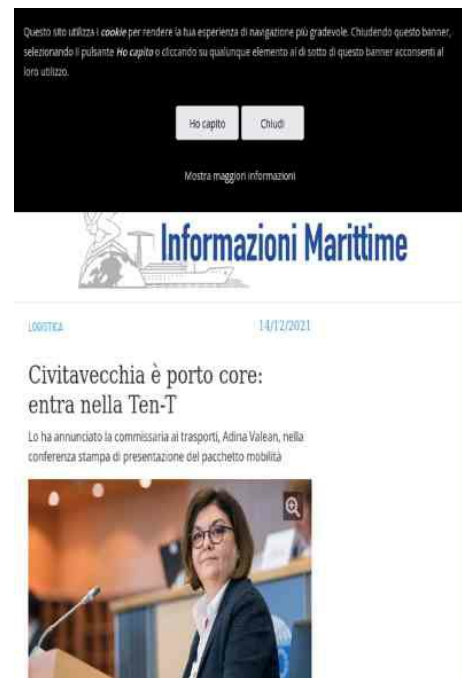 Questo sito utilizza i cookie per rendere la tua esperienza di navigazione più gradevole. Chiudendo questo banner,
selezionando il pulsante Ho capito o cliccando su qualunque elemento al di sotto di questo banner acconsenti al
loro utilizzo.
Ho capito
Chiudi
Mostra maggiori informazioni
Informazioni Marittime
LOGISTICA
14/12/2021
Civitavecchia è porto core:
entra nella Ten-T
Lo ha annunciato la commissaria ai trasporti, Adina Valean, nella
conferenza stampa di presentazione del pacchetto mobilità